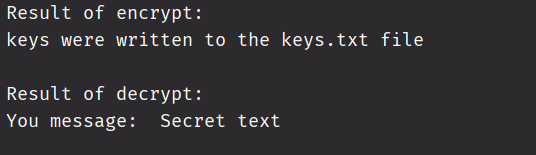 Result of encrypt:
keys were written to the keys.txt file
Result of decrypt:
You message:  Secret text